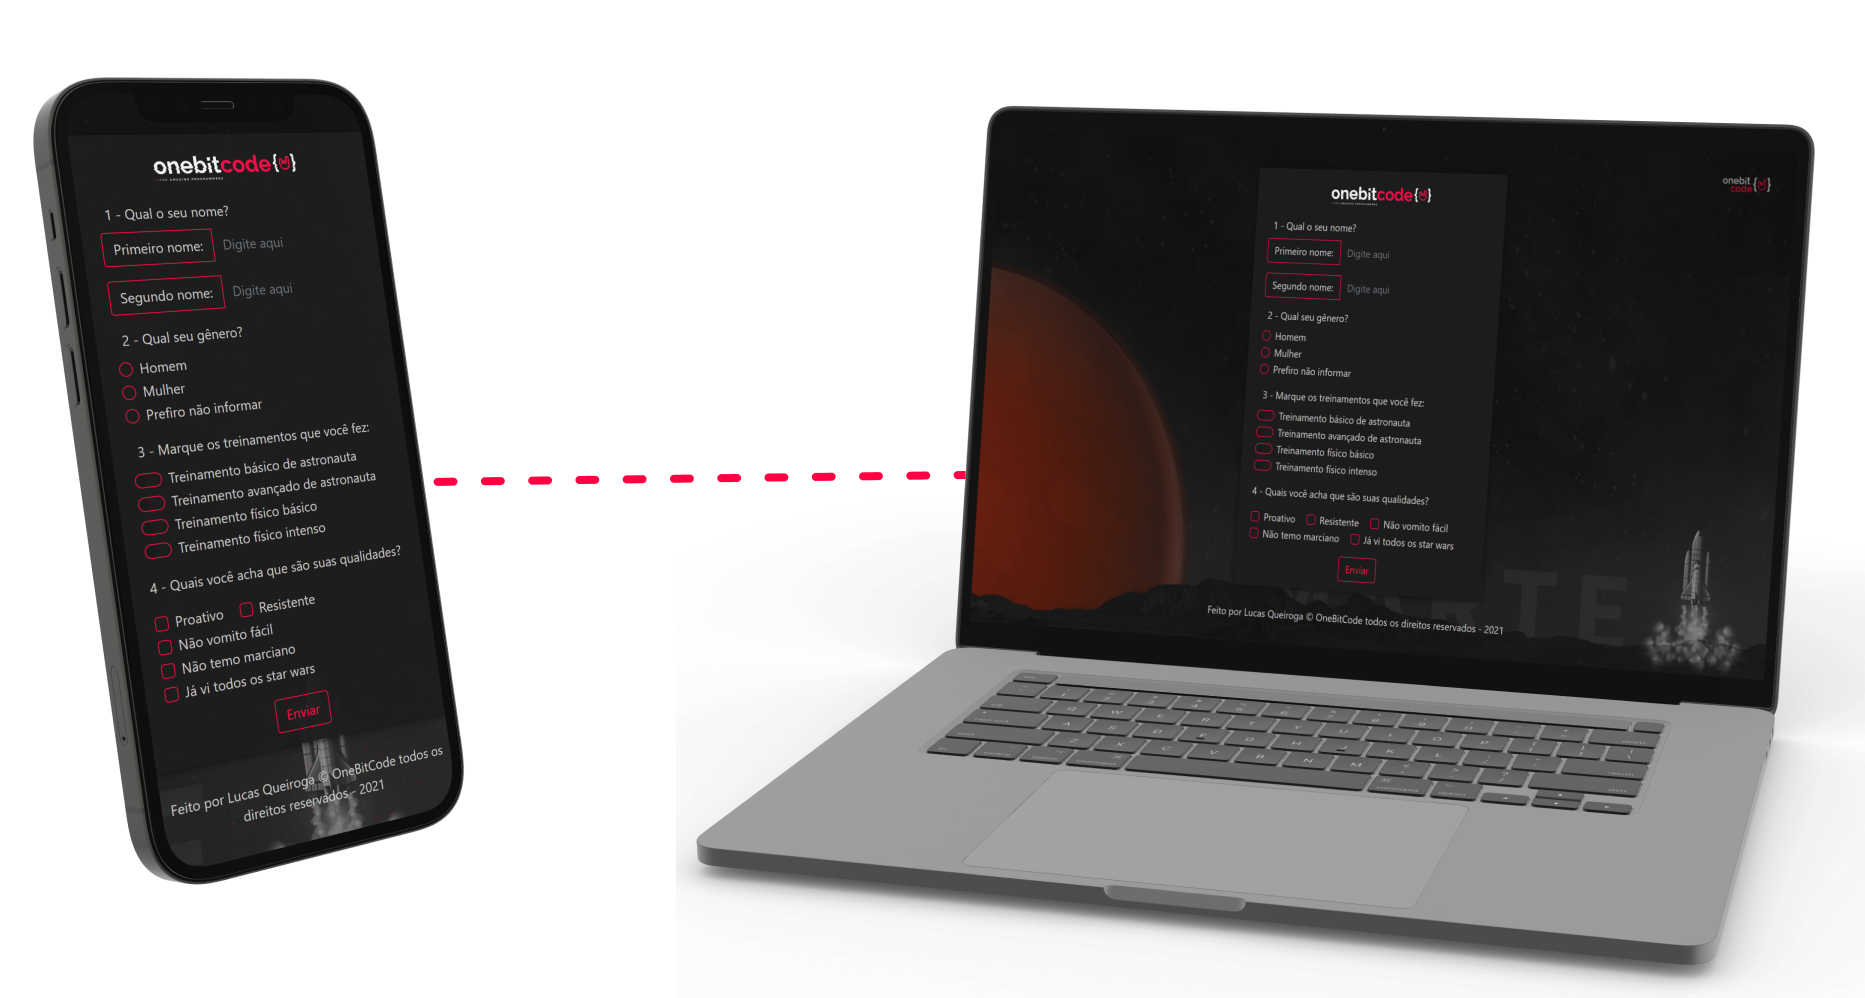 onebitcode{}
1 - Qual o seu nome?
Primeiro nome: Digite aqui
Segundo nome: Digite aqui
2 - Qual seu gênero?
Homem
Mulher
Prefiro não informar
3 - Marque os treinamentos que você fez:
Treinamento básico de astronauta
Treinamento avançado de astronauta
Treinamento físico básico
Treinamento físico intenso
4 - Quais você acha que são suas qualidades?
Proativo Resistente
Não vomito fácil
Não temo marciano
Já vi todos os star wars
Enviar
Feito por Lucas Queiroga © OneBitCode todos os
direitos reservados - 2021
onebitcode{}
1 - Qual o seu nome?
Primeiro nome: Digite aqui
Segundo nome: Digite aqui
2 - Qual seu gênero?
Homem
Mulher
Prefiro não informar
3 - Marque os treinamentos que você fez:
Treinamento básico de astronauta
Treinamento avançado de astronauta
Treinamento físico básico
Treinamento físico intenso
4 - Quais você acha que são suas qualidades?
Proativo Resistente Não vomito fácil
Não temo marciano Já vi todos os star wars
Enviar
Feito por Lucas Queiroga © OneBitCode todos os direitos reservados - 2021
onebit
code {}
Q W E R T Y U I O P
A S D F G H J K L
Z X C V B N M